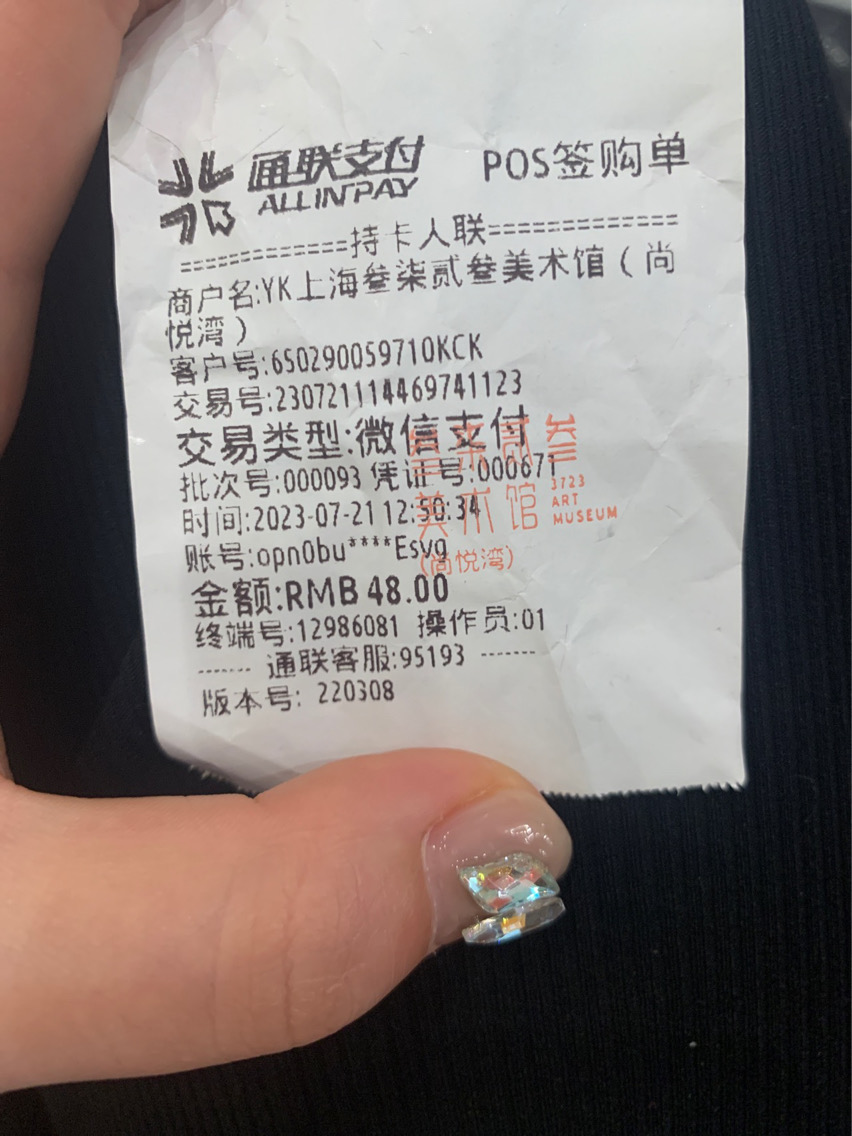 通联支付
ALLINPAY
POS签购单
============持卡人联============
商户名:YK上海叁柒贰叁美术馆（尚
悦湾）
客户号:650290059710KCK
交易号:230721114469741123
交易类型:微信支付
批次号:000093 凭证号:000671
时间:2023-07-21 12:50:34
账号:opn0bu****Esvg
金额:RMB 48.00
终端号:12986081 操作员:01
------ 通联客服:95193 -------
版本号: 220308
叁柒贰叁
美术馆
3723
ART
MUSEUM
(尚悦湾)